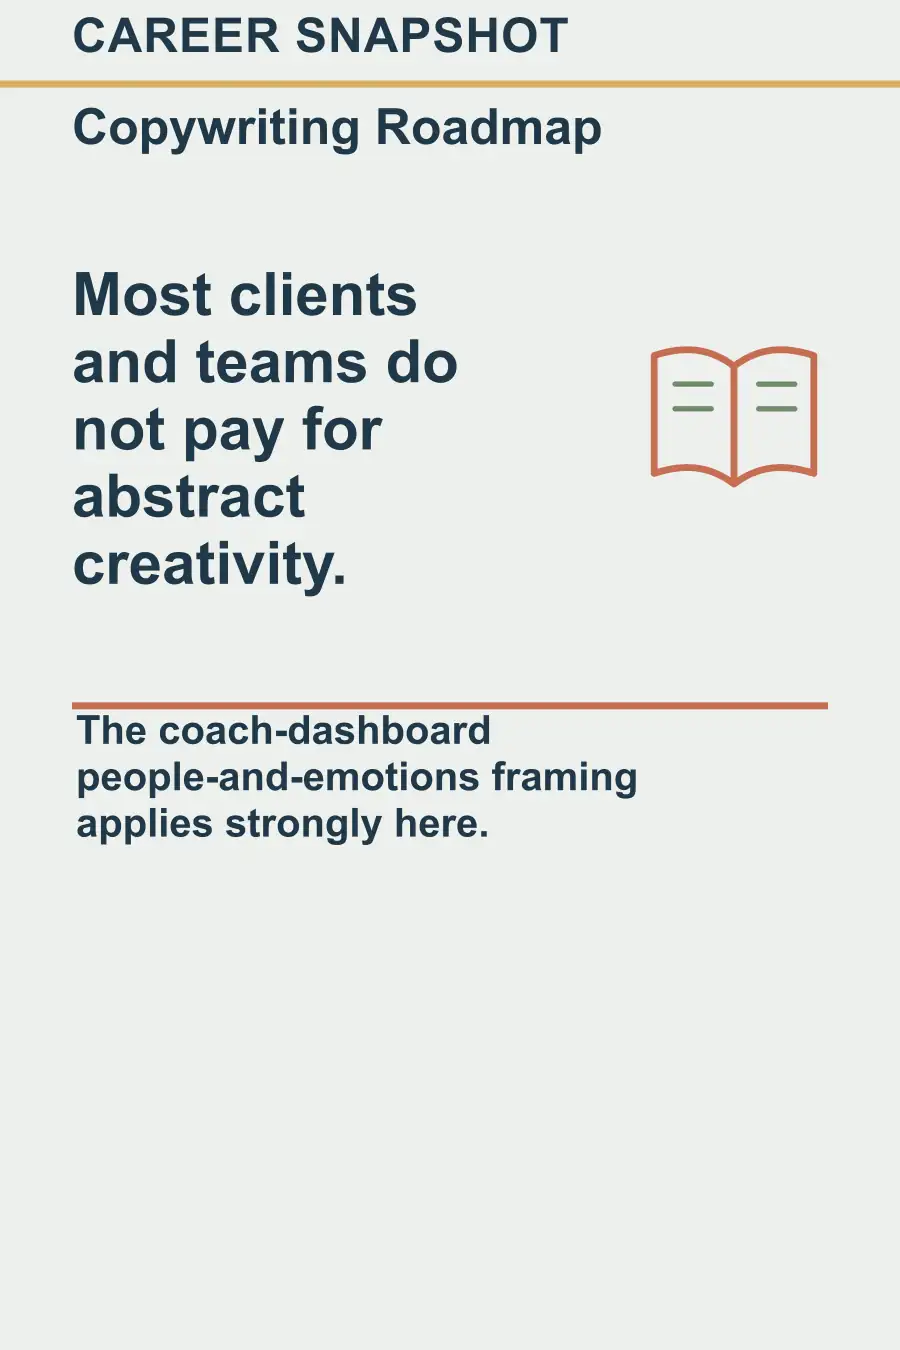 CAREER SNAPSHOT
Copywriting Roadmap
Most clients
and teams do
not pay for
abstract
creativity.
The coach-dashboard
people-and-emotions framing
applies strongly here.